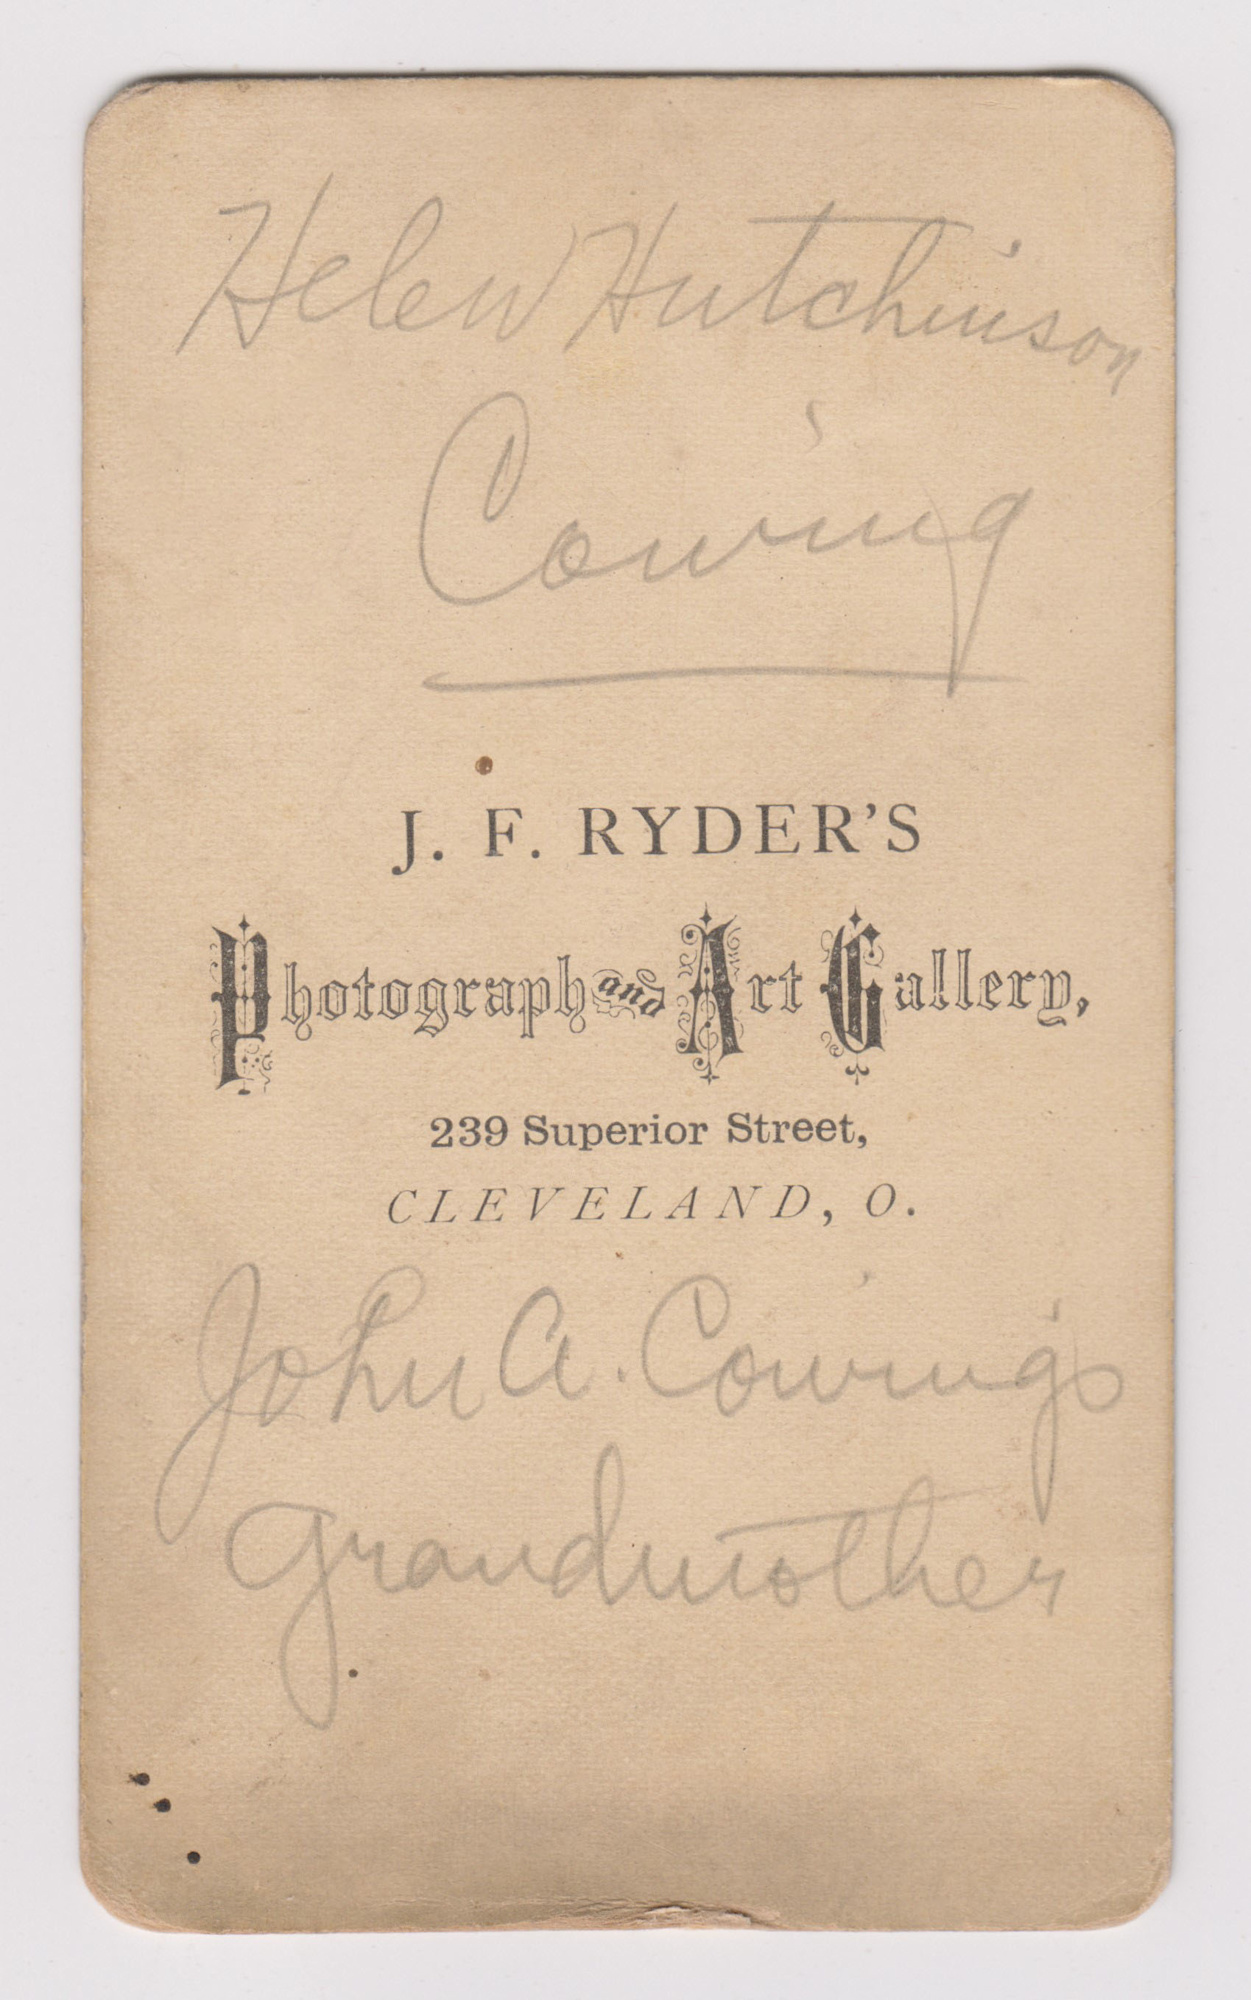 Helen Hutchinson
Cowing
J. F. RYDER'S
Photograph and Art Gallery,
239 Superior Street,
CLEVELAND, O.
John A. Cowing's
grandmother